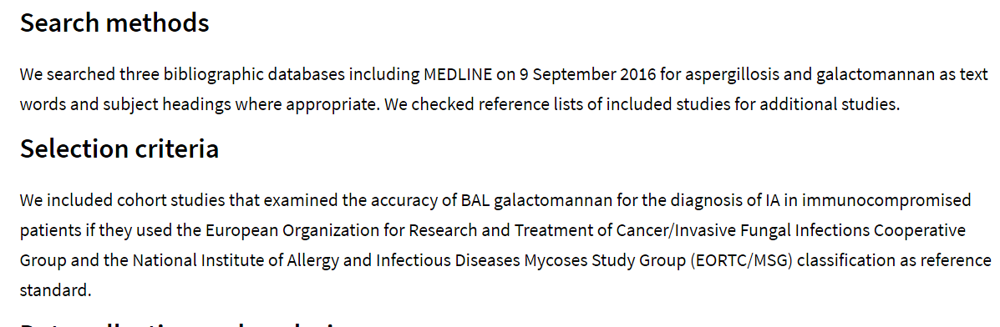 Search methods
We searched three bibliographic databases including MEDLINE on 9 September 2016 for aspergillosis and galactomannan as text
words and subject headings where appropriate. We checked reference lists of included studies for additional studies.
Selection criteria
We included cohort studies that examined the accuracy of BAL galactomannan for the diagnosis of IA in immunocompromised
patients if they used the European Organization for Research and Treatment of Cancer/Invasive Fungal Infections Cooperative
Group and the National Institute of Allergy and Infectious Diseases Mycoses Study Group (EORTC/MSG) classification as reference
standard.